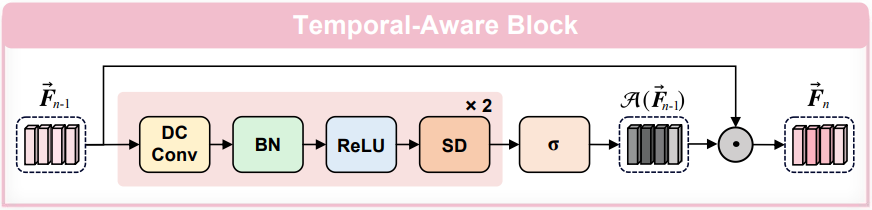 Temporal-Aware Block
× 2
F⃗n-1
DC
Conv
BN
ReLU
SD
σ
𝒜(F⃗n-1)
F⃗n